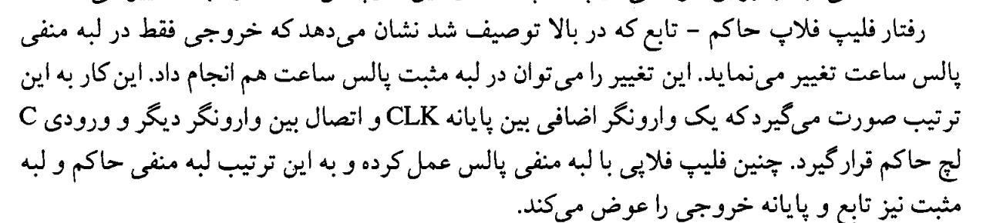 رفتار فلیپ فلاپ حاکم – تابع که در بالا توصیف شد نشان می‌دهد که خروجی فقط در لبه منفی
پالس ساعت تغییر می‌نماید. این تغییر را می‌توان در لبه مثبت پالس ساعت هم انجام داد. این کار به این
ترتیب صورت می‌گیرد که یک وارونگر اضافی بین پایانه CLK و اتصال بین وارونگر دیگر و ورودی C
لچ حاکم قرار گیرد. چنین فلیپ فلاپی با لبه منفی پالس عمل کرده و به این ترتیب لبه منفی حاکم و لبه
مثبت نیز تابع و پایانه خروجی را عوض می‌کند.